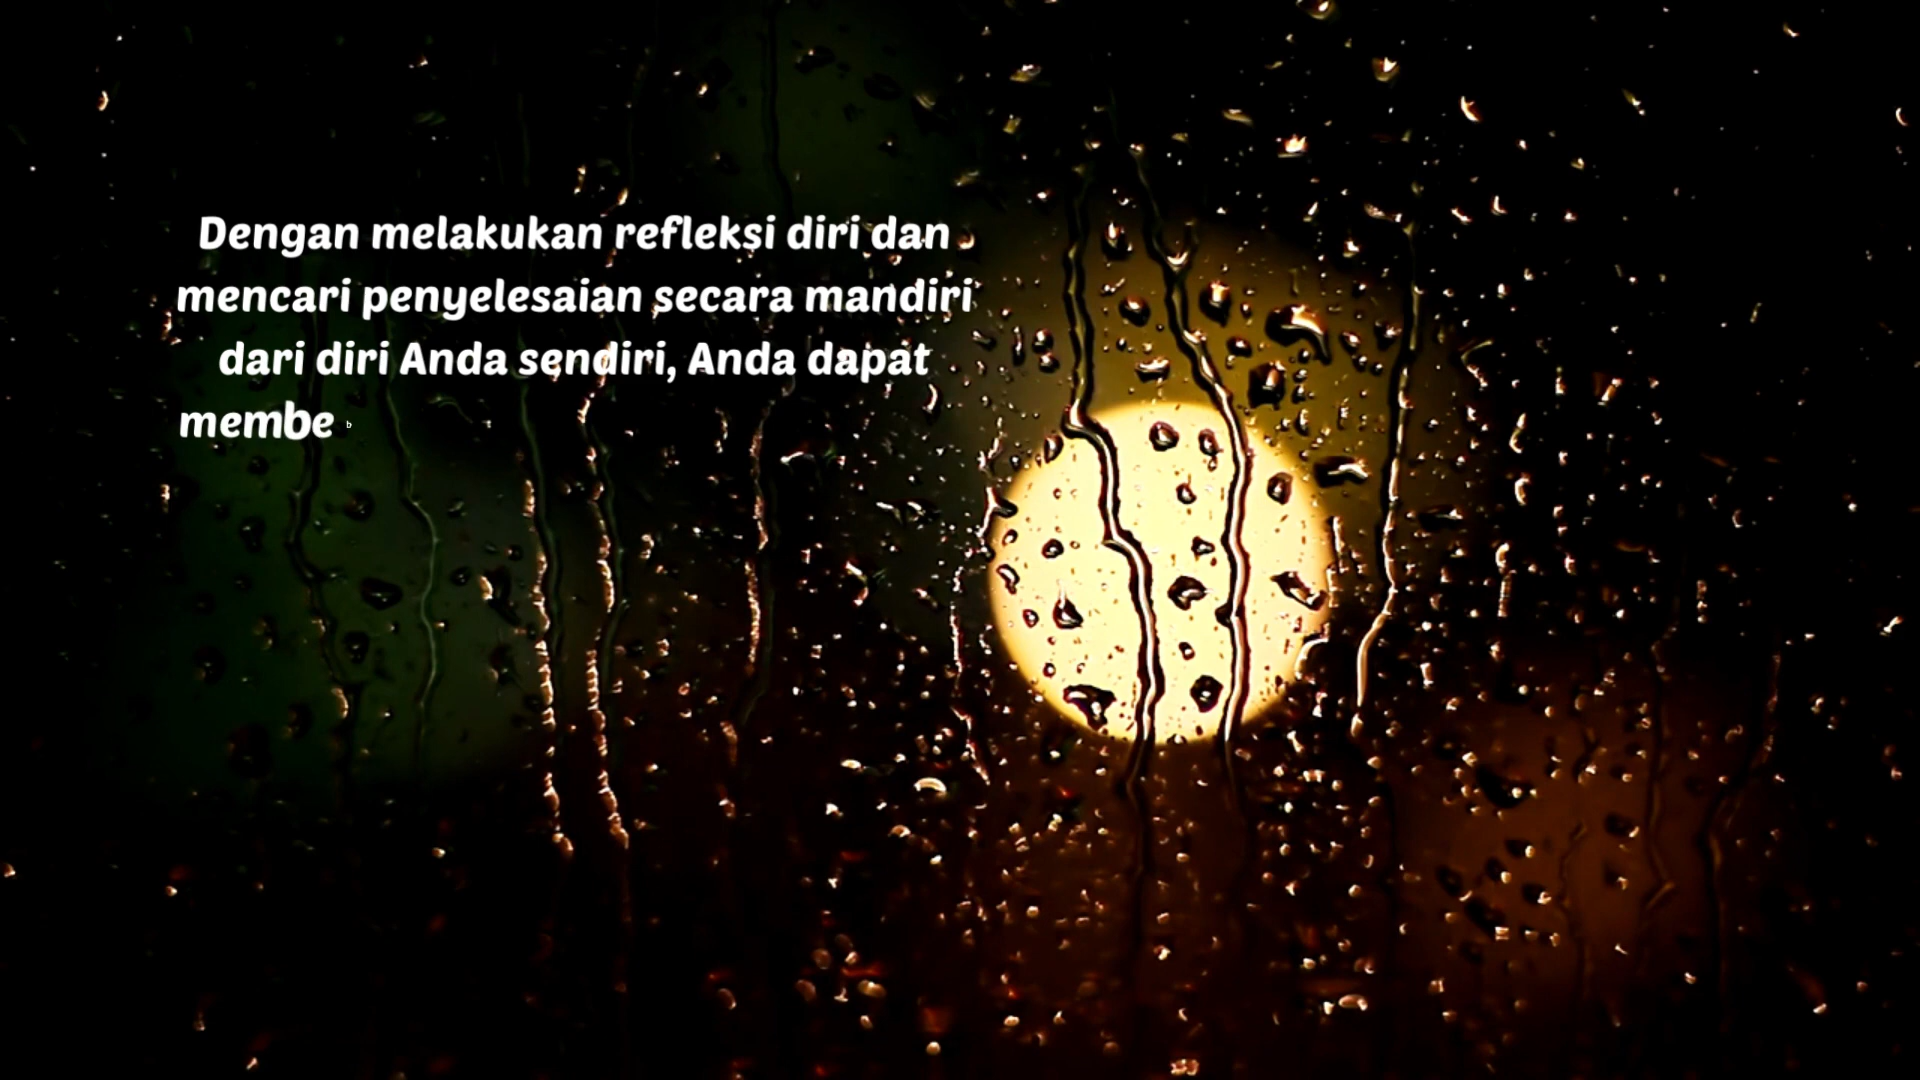 Dengan melakukan refleksi diri dan
mencari penyelesaian secara mandiri
dari diri Anda sendiri, Anda dapat
membe b